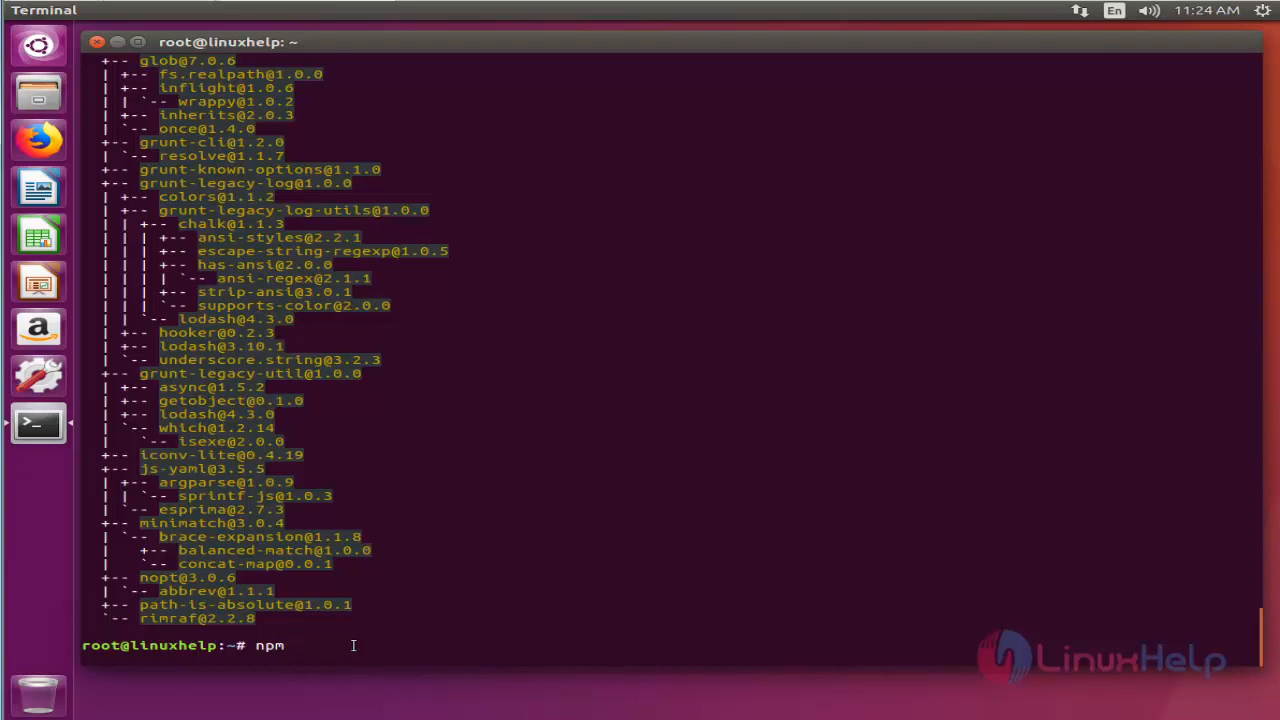 Terminal
En
11:24 AM
root@linuxhelp: ~
+-- glob@7.0.6
| +-- fs.realpath@1.0.0
| +-- inflight@1.0.6
| | `-- wrappy@1.0.2
| +-- inherits@2.0.3
| `-- once@1.4.0
+-- grunt-cli@1.2.0
| `-- resolve@1.1.7
+-- grunt-known-options@1.1.0
+-- grunt-legacy-log@1.0.0
| +-- colors@1.1.2
| +-- grunt-legacy-log-utils@1.0.0
| | +-- chalk@1.1.3
| | | +-- ansi-styles@2.2.1
| | | +-- escape-string-regexp@1.0.5
| | | +-- has-ansi@2.0.0
| | | | `-- ansi-regex@2.1.1
| | | +-- strip-ansi@3.0.1
| | | `-- supports-color@2.0.0
| | `-- lodash@4.3.0
| +-- hooker@0.2.3
| +-- lodash@3.10.1
| `-- underscore.string@3.2.3
+-- grunt-legacy-util@1.0.0
| +-- async@1.5.2
| +-- getobject@0.1.0
| +-- lodash@4.3.0
| `-- which@1.2.14
|   `-- isexe@2.0.0
+-- iconv-lite@0.4.19
+-- js-yaml@3.5.5
| +-- argparse@1.0.9
| | `-- sprintf-js@1.0.3
| `-- esprima@2.7.3
+-- minimatch@3.0.4
| `-- brace-expansion@1.1.8
|   +-- balanced-match@1.0.0
|   `-- concat-map@0.0.1
+-- nopt@3.0.6
| `-- abbrev@1.1.1
+-- path-is-absolute@1.0.1
`-- rimraf@2.2.8
root@linuxhelp:~# npm
LinuxHelp